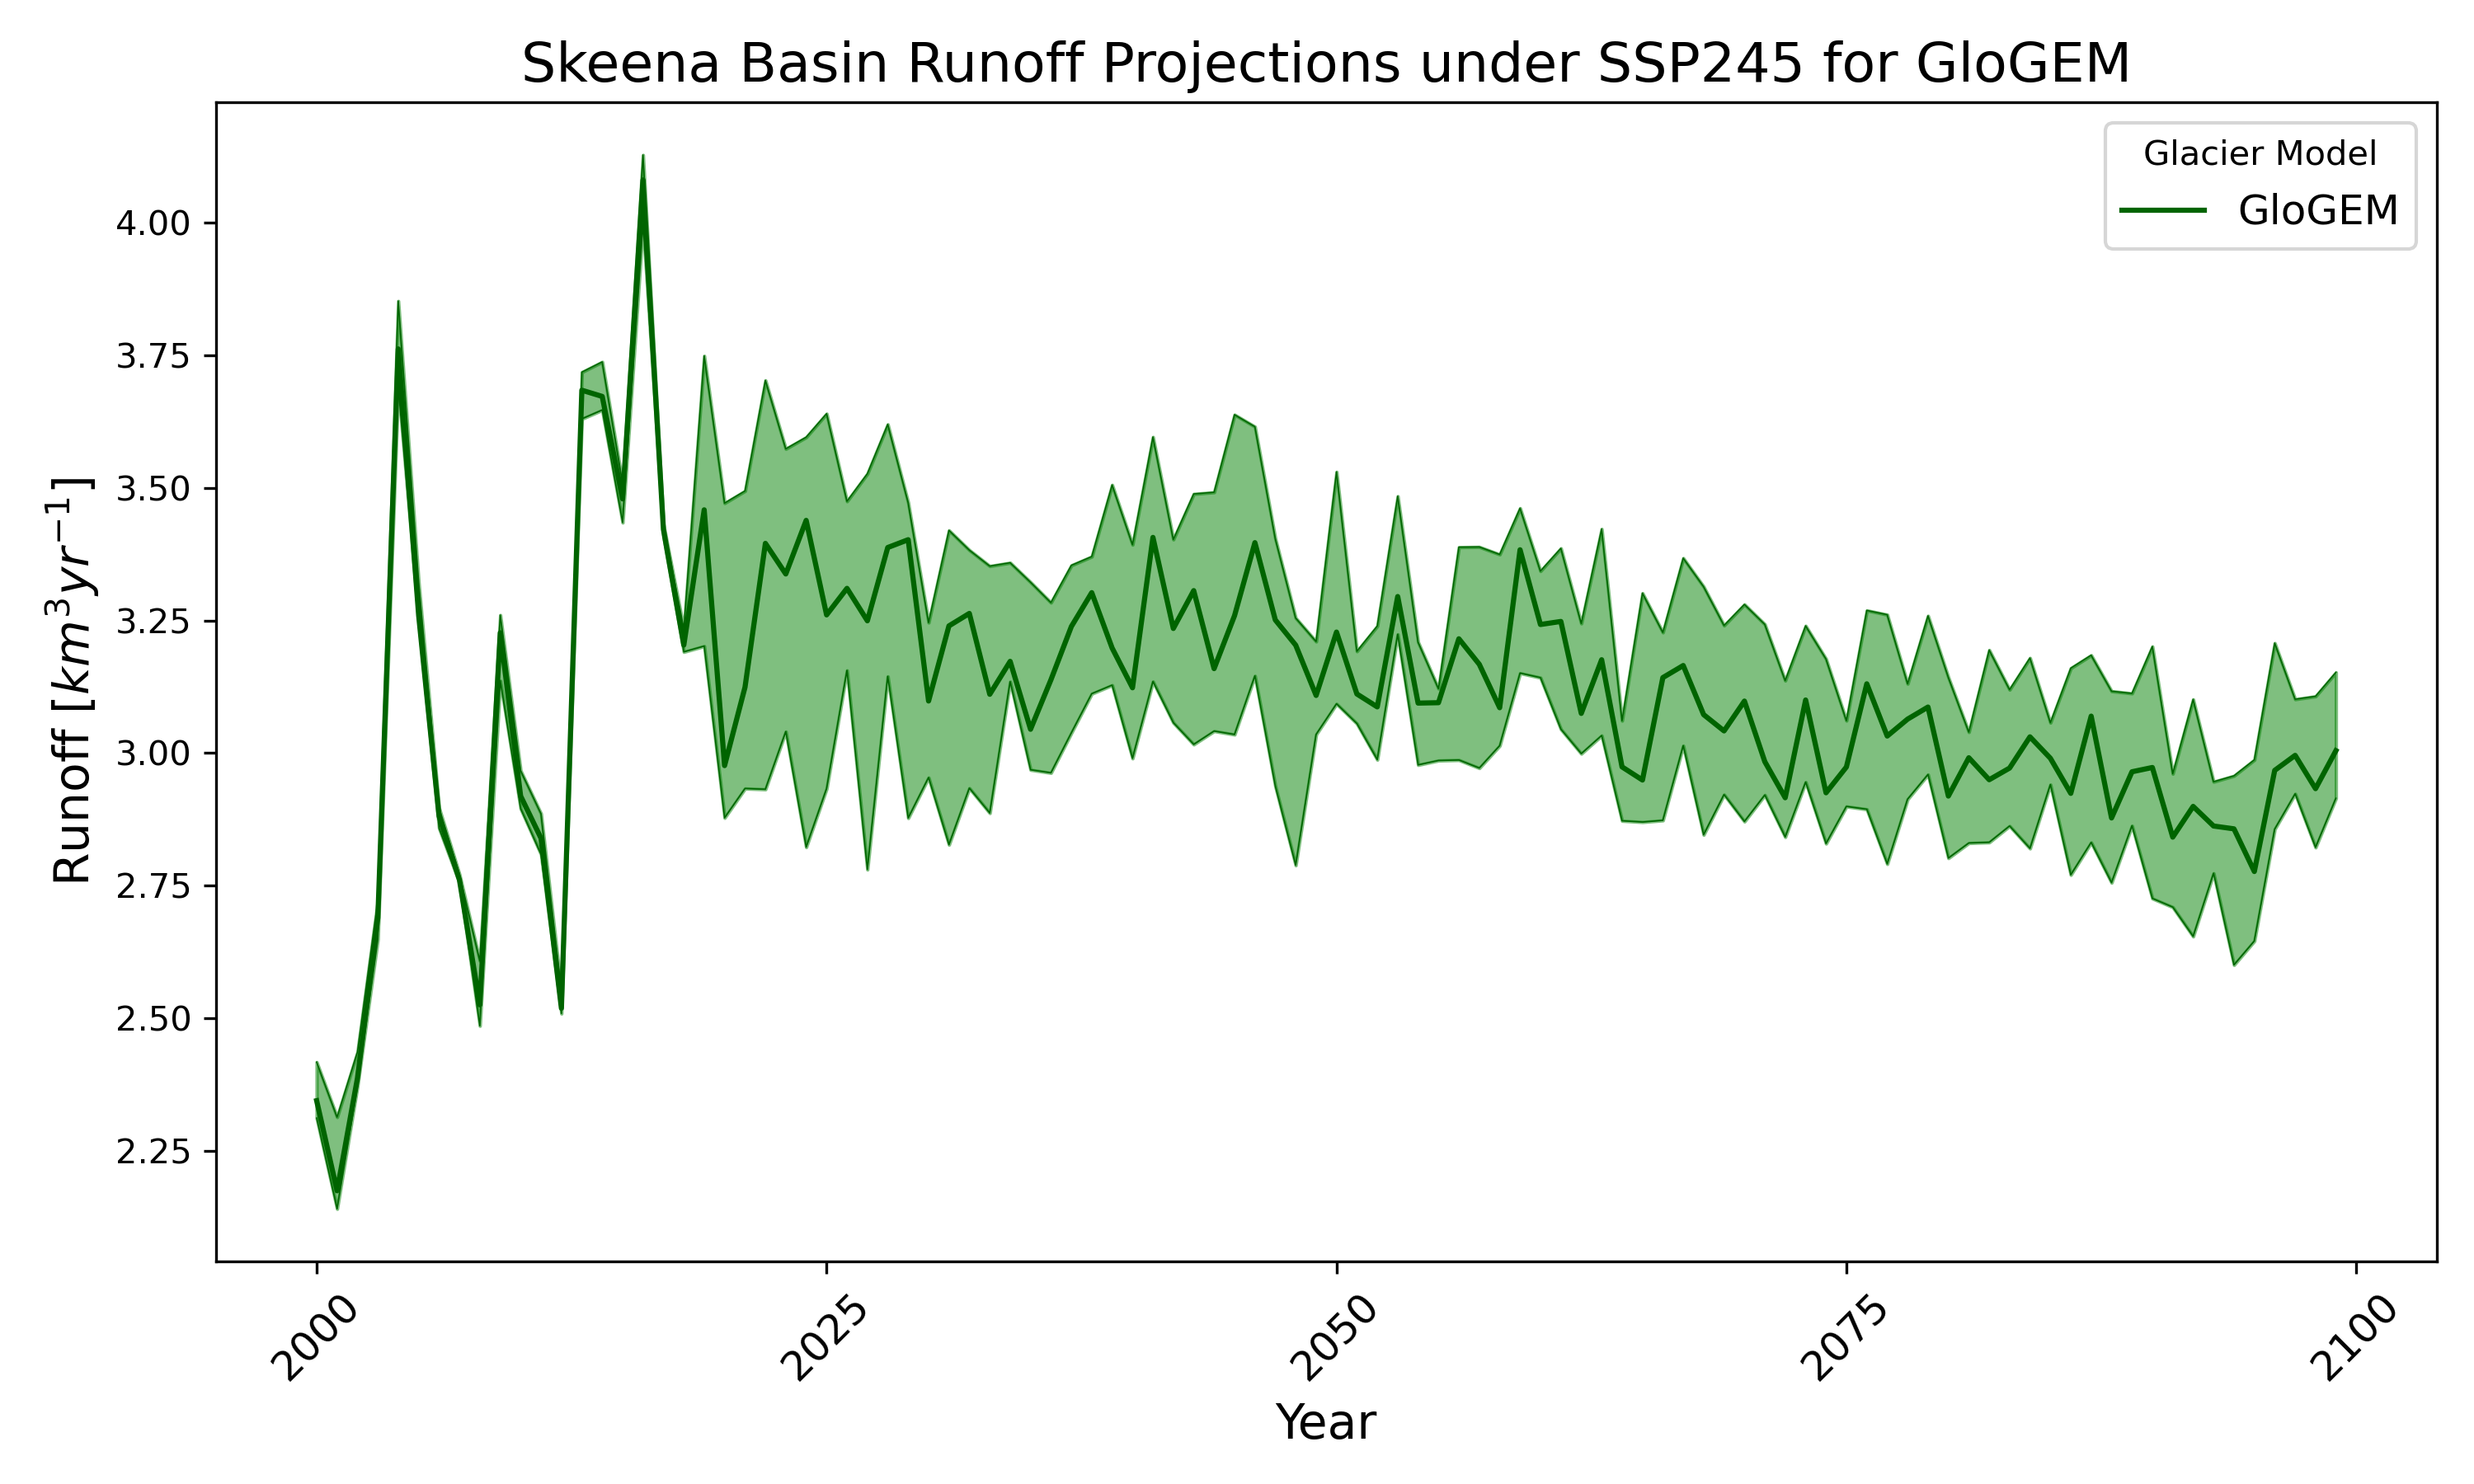 Skeena Basin Runoff Projections under SSP245 for GloGEM
Glacier Model
GloGEM
Runoff [km³yr⁻¹]
4.00
3.75
3.50
3.25
3.00
2.75
2.50
2.25
2000
2025
2050
2075
2100
Year